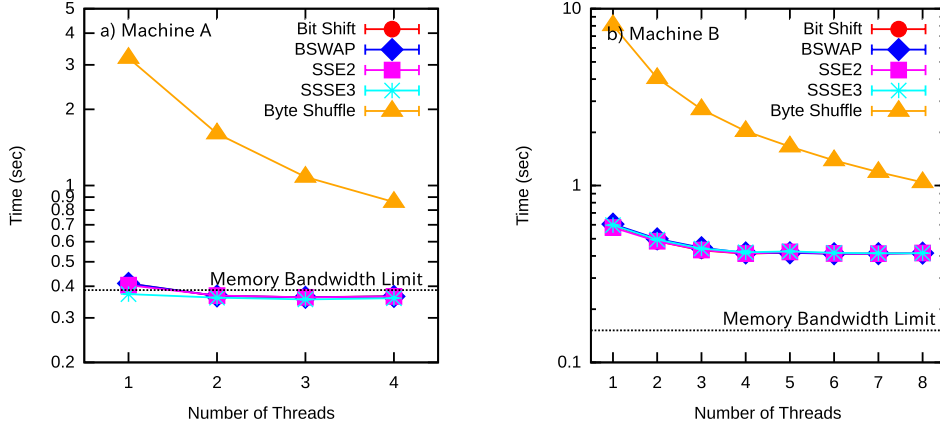 a) Machine A
Bit Shift
BSWAP
SSE2
SSSE3
Byte Shuffle
Memory Bandwidth Limit
5
3
2
1
0.9
0.8
0.7
0.6
0.5
0.4
0.3
0.2
1 2 3 4
Time (sec)
Number of Threads
b) Machine B
Bit Shift
BSWAP
SSE2
SSSE3
Byte Shuffle
Memory Bandwidth Limit
10
1
0.1
1 2 3 4 5 6 7 8
Time (sec)
Number of Threads